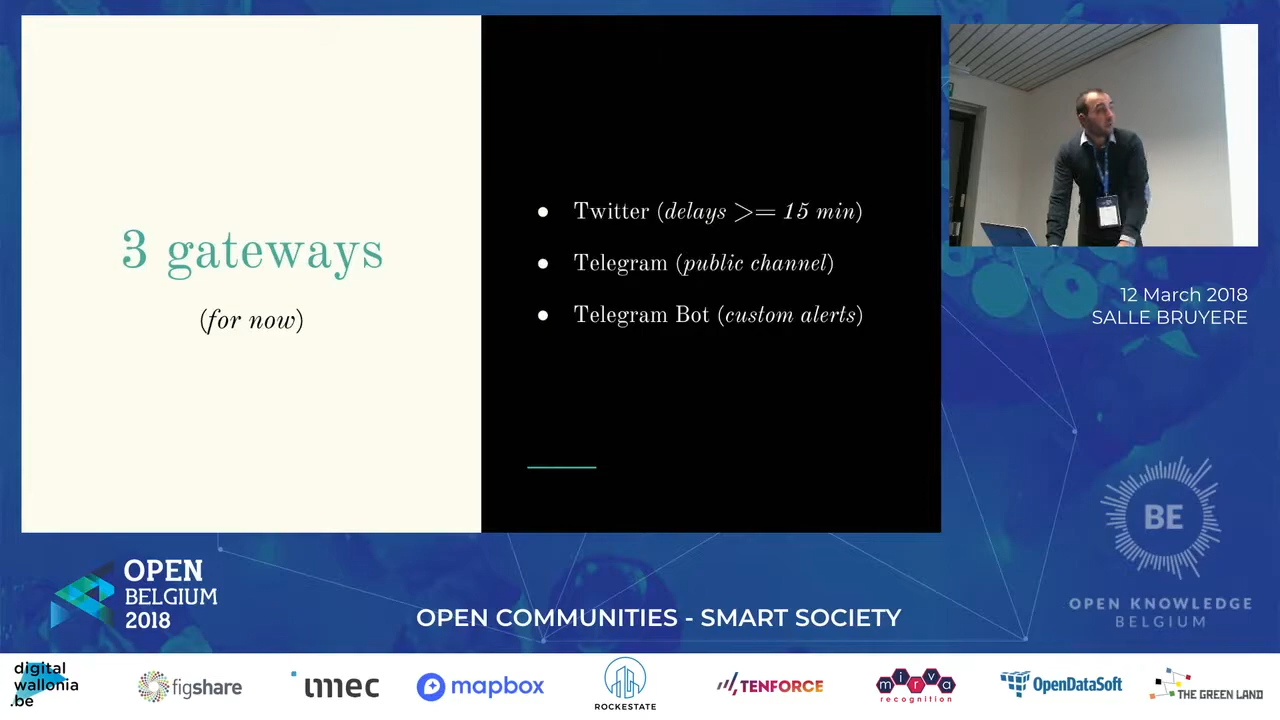 3 gateways
(for now)
● Twitter (delays >= 15 min)
● Telegram (public channel)
● Telegram Bot (custom alerts)
12 March 2018
SALLE BRUYERE
BE
OPEN KNOWLEDGE
BELGIUM
OPEN
BELGIUM
2018
OPEN COMMUNITIES - SMART SOCIETY
digital
wallonia
.be
figshare
imec
mapbox
ROCKESTATE
TENFORCE
mirva
recognition
OpenDataSoft
THE GREEN LAND